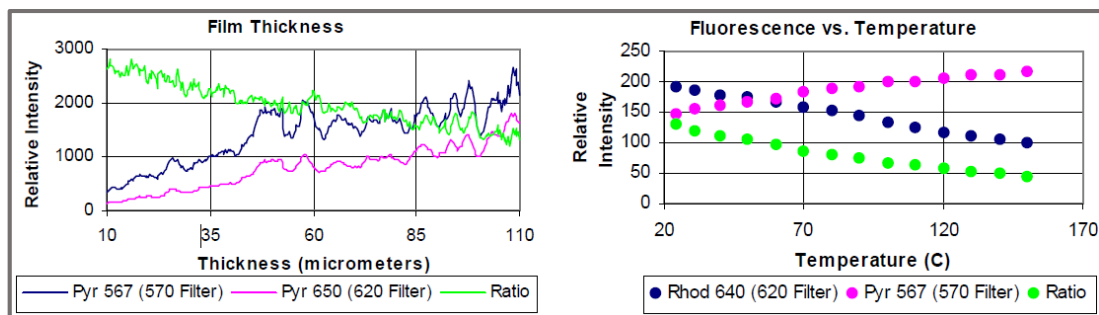 Film Thickness
Relative Intensity
3000
2000
1000
0
10
35
60
85
110
Thickness (micrometers)
Pyr 567 (570 Filter) Pyr 650 (620 Filter) Ratio
Fluorescence vs. Temperature
Relative
Intensity
250
200
150
100
50
0
20
70
120
170
Temperature (C)
Rhod 640 (620 Filter) Pyr 567 (570 Filter) Ratio